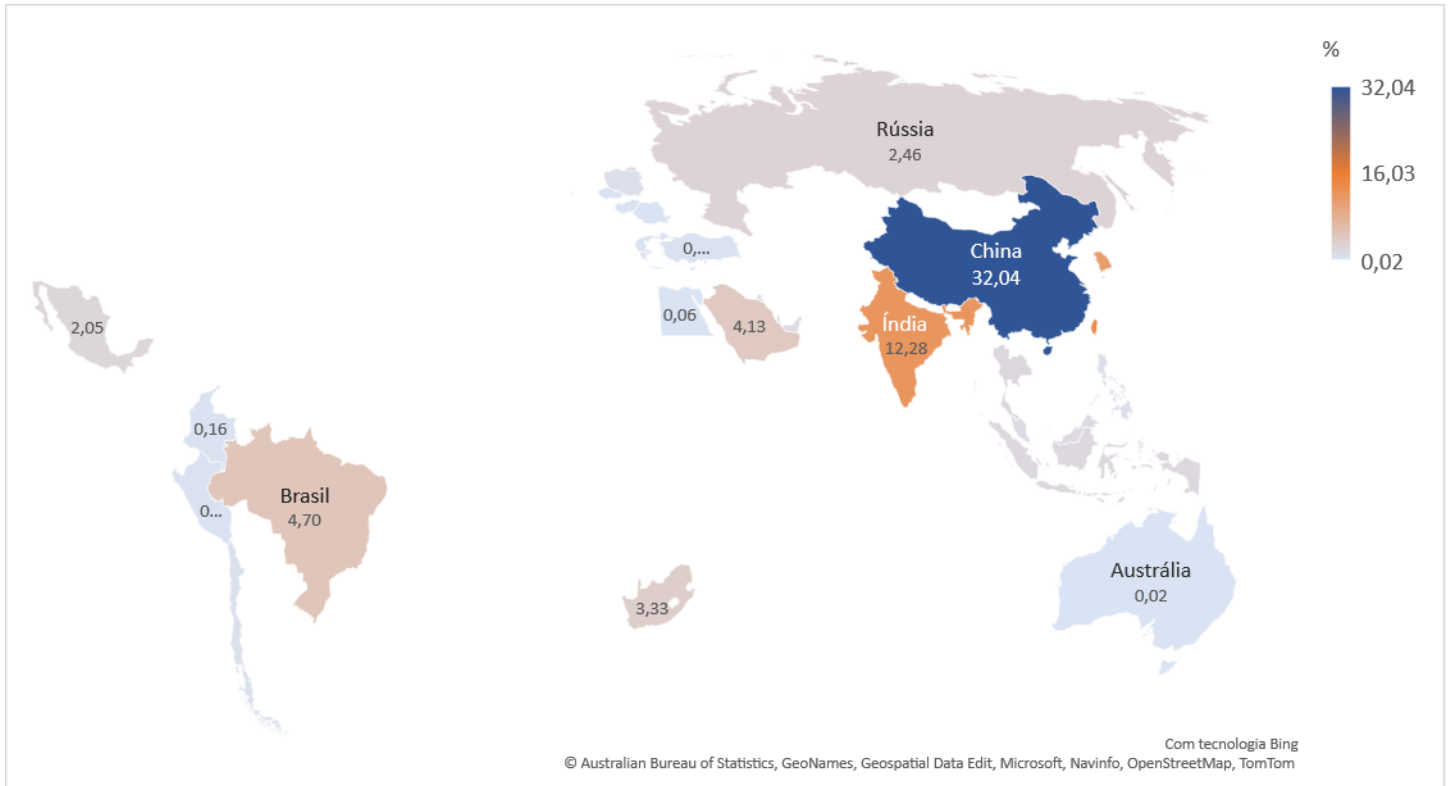 %
32,04
16,03
0,02
Rússia
2,46
China
32,04
0,...
0,06
4,13
Índia
12,28
2,05
0,16
0...
Brasil
4,70
3,33
Austrália
0,02
Com tecnologia Bing
© Australian Bureau of Statistics, GeoNames, Geospatial Data Edit, Microsoft, Navinfo, OpenStreetMap, TomTom